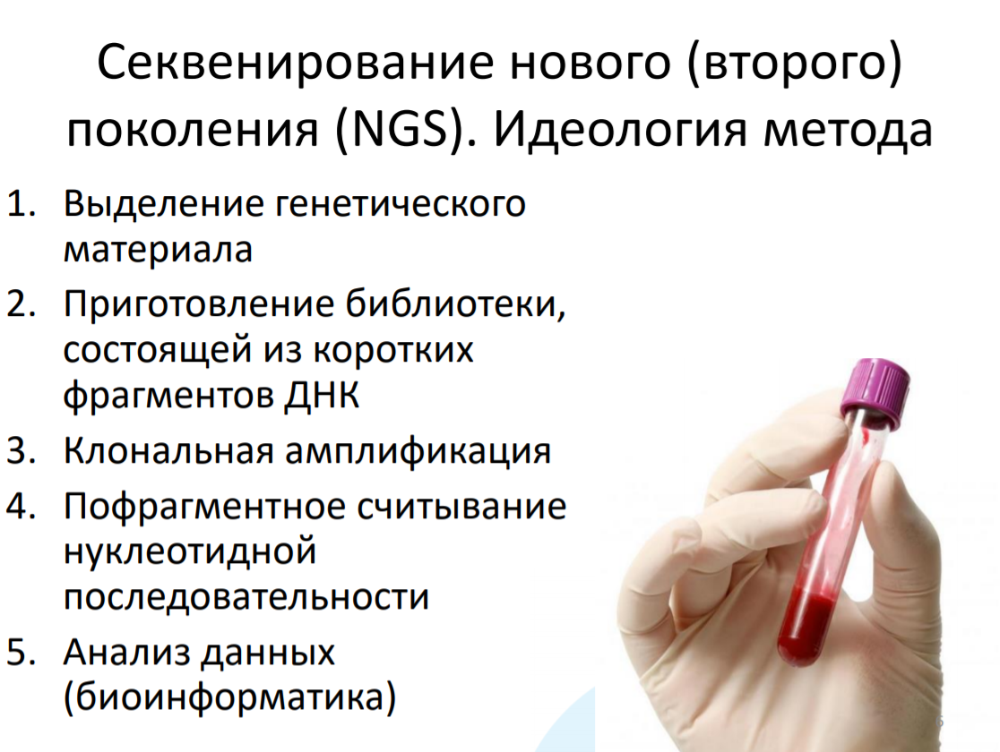 Секвенирование нового (второго)
поколения (NGS). Идеология метода
1. Выделение генетического
материала
2. Приготовление библиотеки,
состоящей из коротких
фрагментов ДНК
3. Клональная амплификация
4. Пофрагментное считывание
нуклеотидной
последовательности
5. Анализ данных
(биоинформатика)